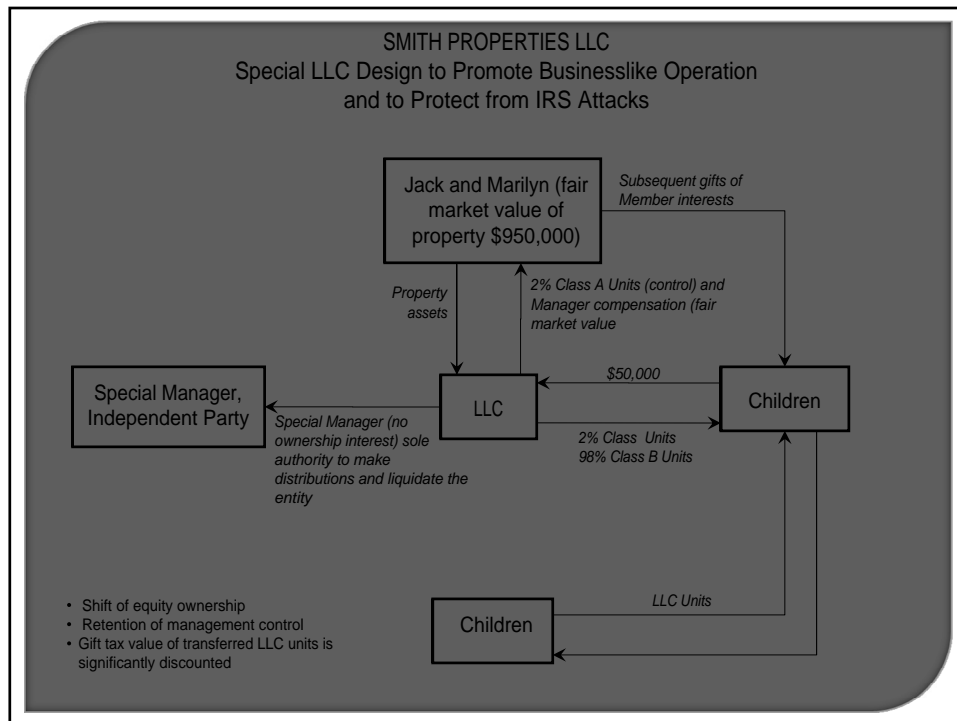 SMITH PROPERTIES LLC
Special LLC Design to Promote Businesslike Operation
and to Protect from IRS Attacks
Jack and Marilyn (fair
market value of
property $950,000)
Subsequent gifts of
Member interests
Property
assets
2% Class A Units (control) and
Manager compensation (fair
market value
Special Manager,
Independent Party
Special Manager (no
ownership interest) sole
authority to make
distributions and liquidate the
entity
LLC
$50,000
2% Class  Units
98% Class B Units
Children
• Shift of equity ownership
• Retention of management control
• Gift tax value of transferred LLC units is
significantly discounted
Children
LLC Units